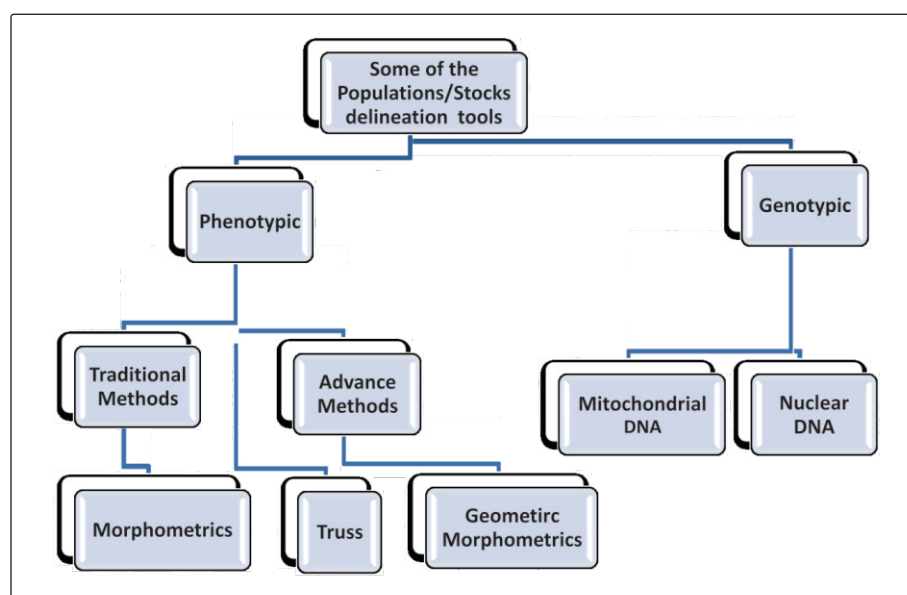 Some of the
Populations/Stocks
delineation tools
Phenotypic
Genotypic
Traditional
Methods
Advance
Methods
Mitochondrial
DNA
Nuclear
DNA
Morphometrics
Truss
Geometirc
Morphometrics